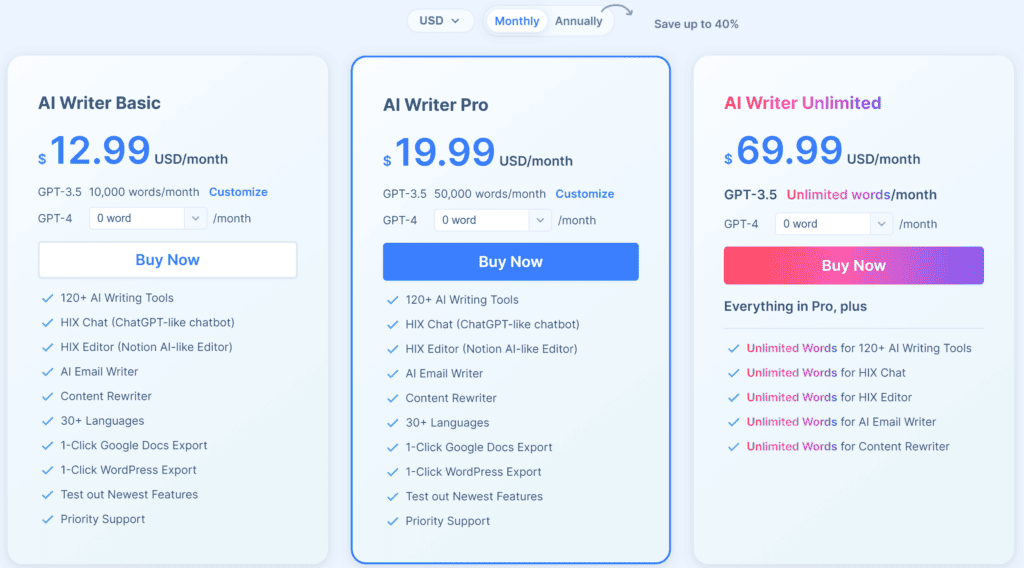 USD
Monthly Annually
Save up to 40%
AI Writer Basic
$ 12.99 USD/month
GPT-3.5 10,000 words/month Customize
GPT-4 0 word /month
Buy Now
120+ AI Writing Tools
HIX Chat (ChatGPT-like chatbot)
HIX Editor (Notion AI-like Editor)
AI Email Writer
Content Rewriter
30+ Languages
1-Click Google Docs Export
1-Click WordPress Export
Test out Newest Features
Priority Support
AI Writer Pro
$ 19.99 USD/month
GPT-3.5 50,000 words/month Customize
GPT-4 0 word /month
Buy Now
120+ AI Writing Tools
HIX Chat (ChatGPT-like chatbot)
HIX Editor (Notion AI-like Editor)
AI Email Writer
Content Rewriter
30+ Languages
1-Click Google Docs Export
1-Click WordPress Export
Test out Newest Features
Priority Support
AI Writer Unlimited
$ 69.99 USD/month
GPT-3.5 Unlimited words/month
GPT-4 0 word /month
Buy Now
Everything in Pro, plus
Unlimited Words for 120+ AI Writing Tools
Unlimited Words for HIX Chat
Unlimited Words for HIX Editor
Unlimited Words for AI Email Writer
Unlimited Words for Content Rewriter